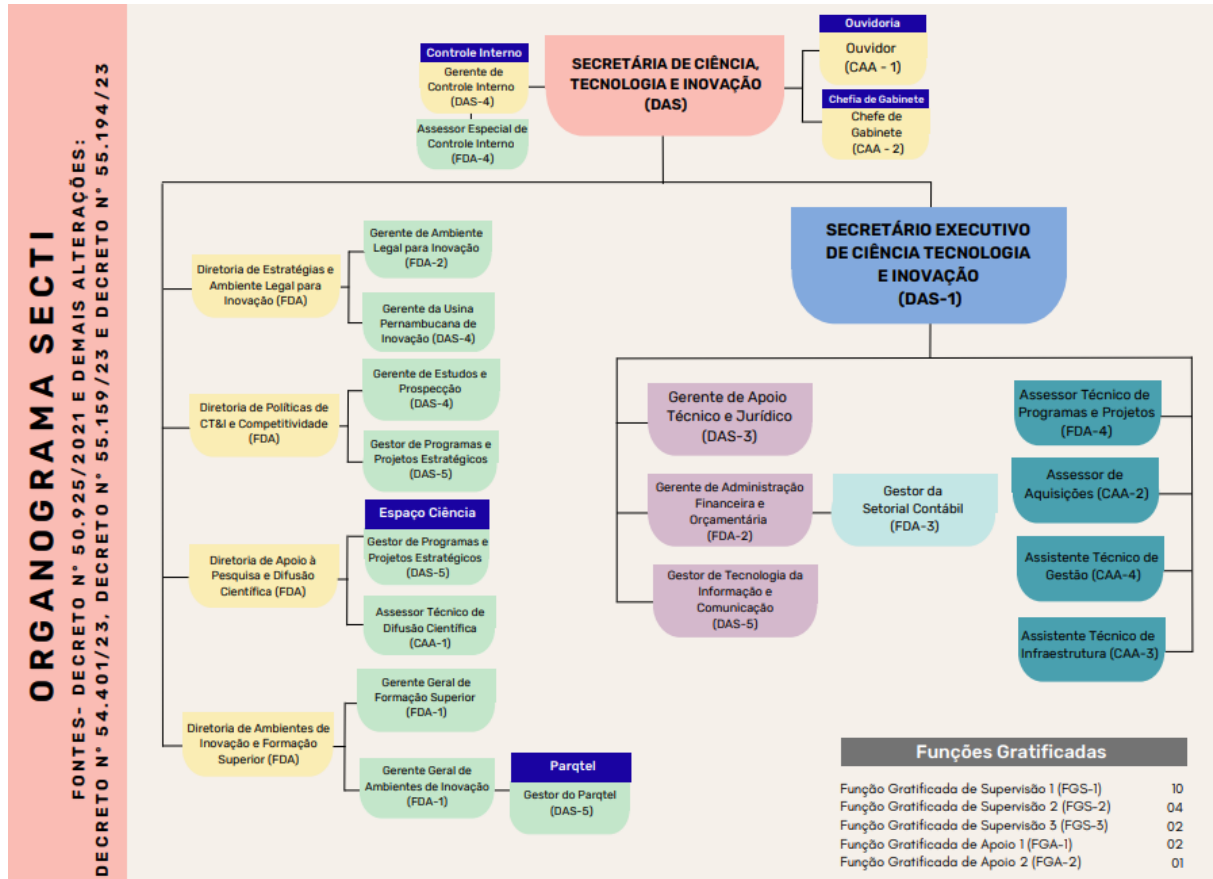 ORGANOGRAMA SECTI
FONTES- DECRETO N° 50.925/2021 E DEMAIS ALTERAÇÕES:
DECRETO N° 54.401/23, DECRETO N° 55.159/23 E DECRETO N° 55.194/23
Controle Interno
Gerente de
Controle Interno
(DAS-4)
Assessor Especial de
Controle Interno
(FDA-4)
SECRETÁRIA DE CIÊNCIA,
TECNOLOGIA E INOVAÇÃO
(DAS)
Ouvidoria
Ouvidor
(CAA - 1)
Chefia de Gabinete
Chefe de
Gabinete
(CAA - 2)
Diretoria de Estratégias e
Ambiente Legal para
Inovação (FDA)
Gerente de Ambiente
Legal para Inovação
(FDA-2)
Gerente da Usina
Pernambucana de
Inovação (DAS-4)
Diretoria de Políticas de
CT&I e Competitividade
(FDA)
Gerente de Estudos e
Prospecção
(DAS-4)
Gestor de Programas e
Projetos Estratégicos
(DAS-5)
Diretoria de Apoio à
Pesquisa e Difusão
Científica (FDA)
Espaço Ciência
Gestor de Programas e
Projetos Estratégicos
(DAS-5)
Assessor Técnico de
Difusão Científica
(CAA-1)
Diretoria de Ambientes de
Inovação e Formação
Superior (FDA)
Gerente Geral de
Formação Superior
(FDA-1)
Gerente Geral de
Ambientes de Inovação
(FDA-1)
Parqtel
Gestor do Parqtel
(DAS-5)
SECRETÁRIO EXECUTIVO
DE CIÊNCIA TECNOLOGIA
E INOVAÇÃO
(DAS-1)
Gerente de Apoio
Técnico e Jurídico
(DAS-3)
Gerente de Administração
Financeira e
Orçamentária
(FDA-2)
Gestor da
Setorial Contábil
(FDA-3)
Gestor de Tecnologia da
Informação e
Comunicação
(DAS-5)
Assessor Técnico de
Programas e Projetos
(FDA-4)
Assessor de
Aquisições (CAA-2)
Assistente Técnico de
Gestão (CAA-4)
Assistente Técnico de
Infraestrutura (CAA-3)
Funções Gratificadas
Função Gratificada de Supervisão 1 (FGS-1) 10
Função Gratificada de Supervisão 2 (FGS-2) 04
Função Gratificada de Supervisão 3 (FGS-3) 02
Função Gratificada de Apoio 1 (FGA-1) 02
Função Gratificada de Apoio 2 (FGA-2) 01